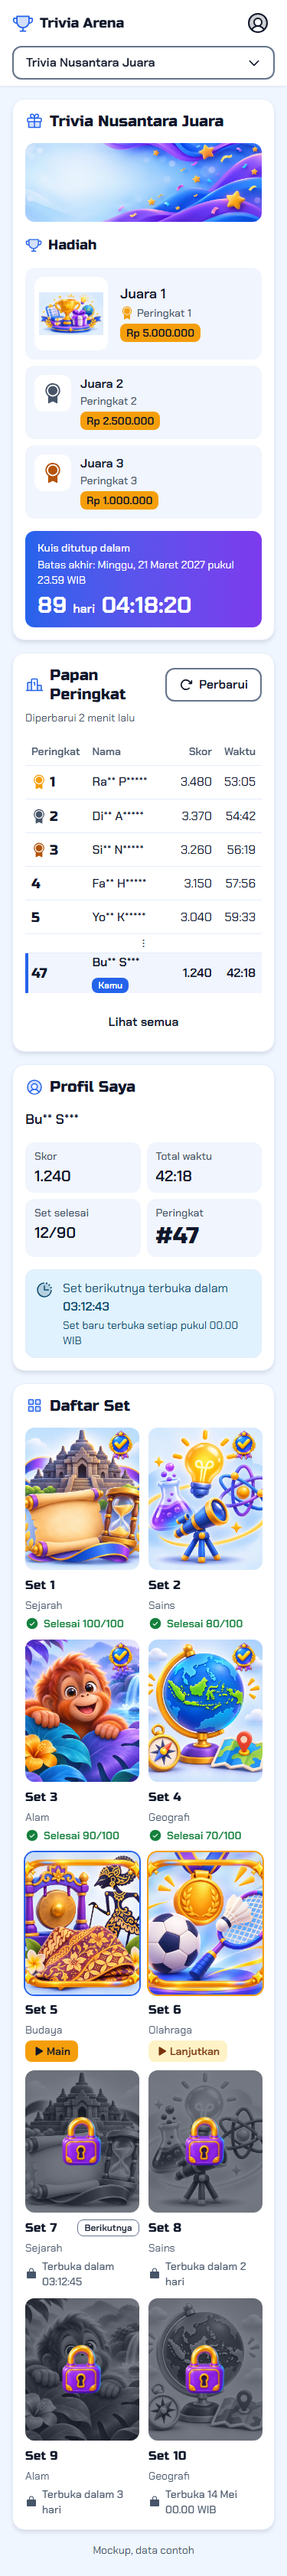 Trivia Arena
Trivia Nusantara Juara
Trivia Nusantara Juara
Hadiah
Juara 1
Peringkat 1
Rp 5.000.000
Juara 2
Peringkat 2
Rp 2.500.000
Juara 3
Peringkat 3
Rp 1.000.000
Kuis ditutup dalam
Batas akhir: Minggu, 21 Maret 2027 pukul
23.59 WIB
89 hari 04:18:20
Papan
Peringkat
Perbarui
Diperbarui 2 menit lalu
Peringkat Nama Skor Waktu
1 Ra** P***** 3.480 53:05
2 Di** A***** 3.370 54:42
3 Si** N***** 3.260 56:19
4 Fa** H***** 3.150 57:56
5 Yo** K***** 3.040 59:33
⋮
47 Bu** S*** 1.240 42:18
Kamu
Lihat semua
Profil Saya
Bu** S***
Skor
1.240
Total waktu
42:18
Set selesai
12/90
Peringkat
#47
Set berikutnya terbuka dalam
03:12:43
Set baru terbuka setiap pukul 00.00
WIB
Daftar Set
Set 1
Sejarah
Selesai 100/100
Set 2
Sains
Selesai 80/100
Set 3
Alam
Selesai 90/100
Set 4
Geografi
Selesai 70/100
Set 5
Budaya
Main
Set 6
Olahraga
Lanjutkan
Set 7
Berikutnya
Sejarah
Terbuka dalam
03:12:45
Set 8
Sains
Terbuka dalam 2
hari
Set 9
Alam
Terbuka dalam 3
hari
Set 10
Geografi
Terbuka 14 Mei
00.00 WIB
Mockup, data contoh